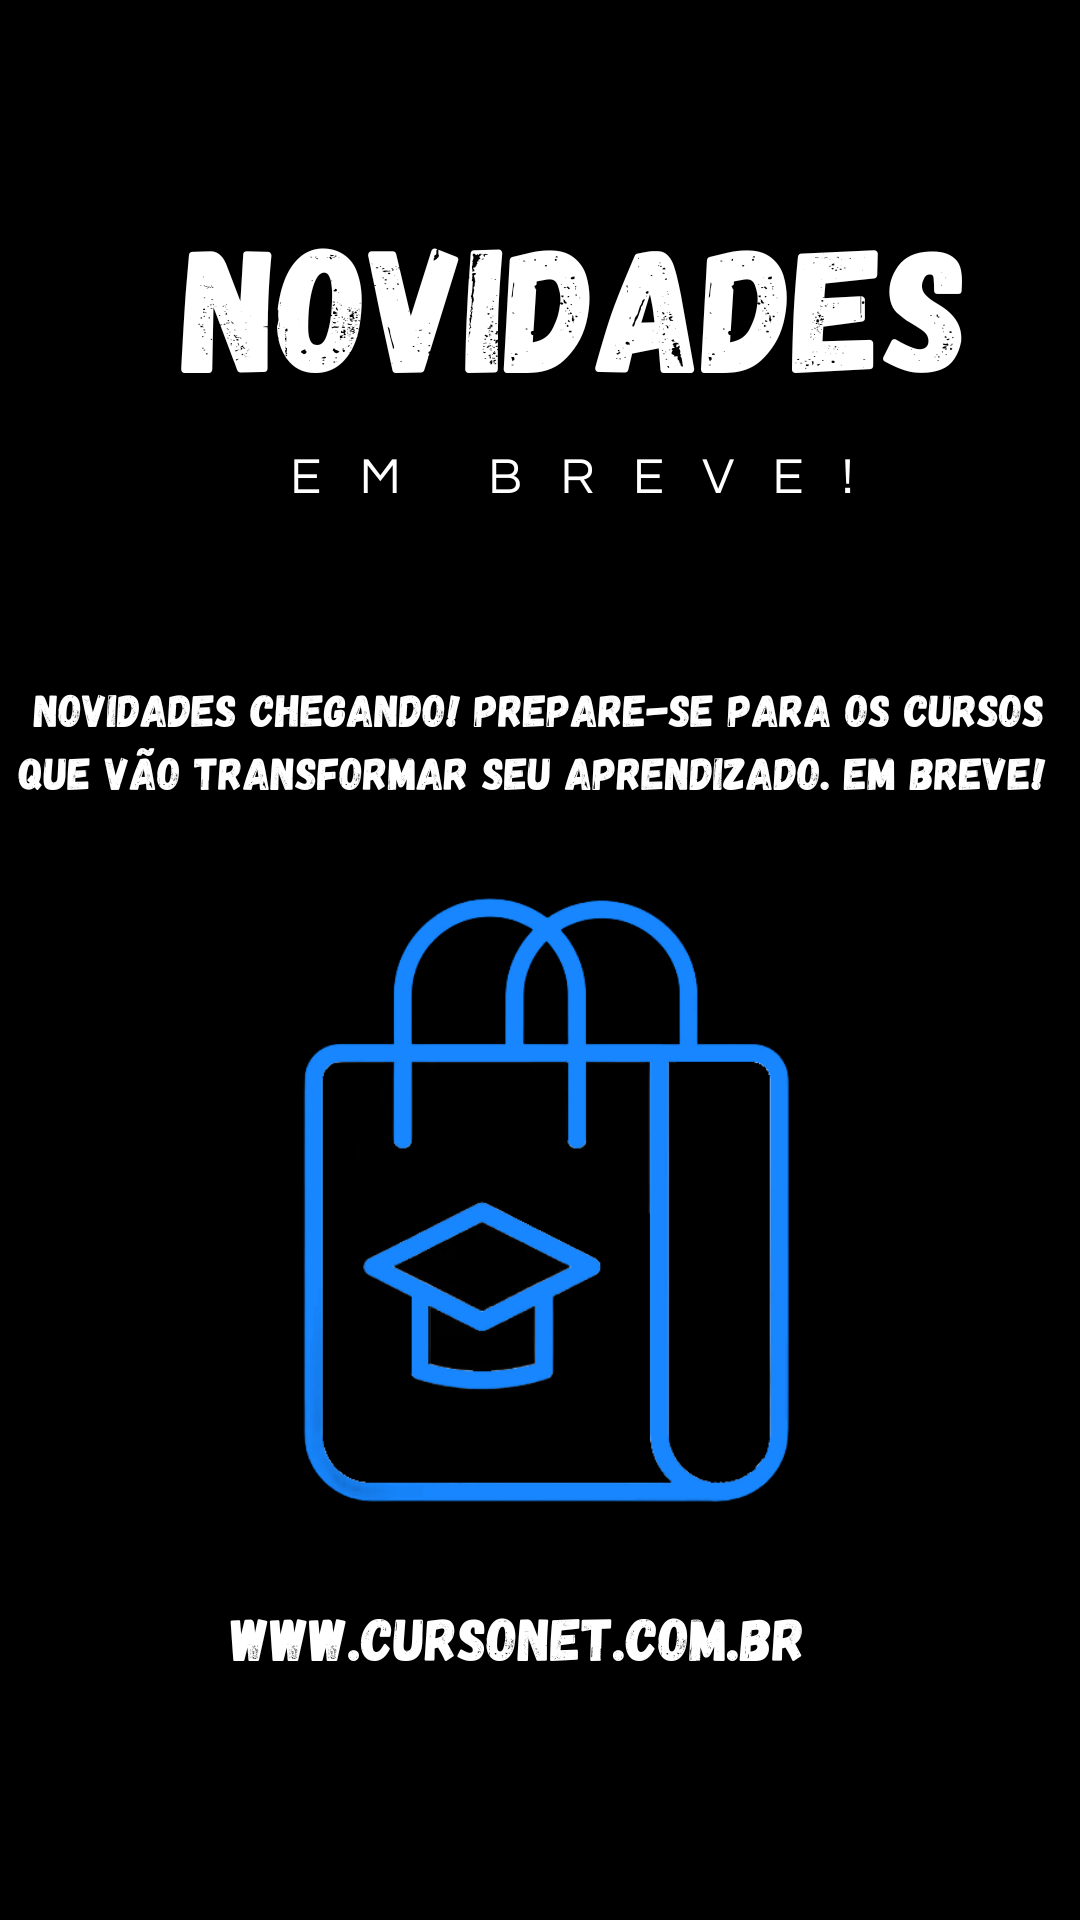 NOVIDADES
EM BREVE!
NOVIDADES CHEGANDO! PREPARE-SE PARA OS CURSOS
QUE VÃO TRANSFORMAR SEU APRENDIZADO. EM BREVE!
WWW.CURSONET.COM.BR